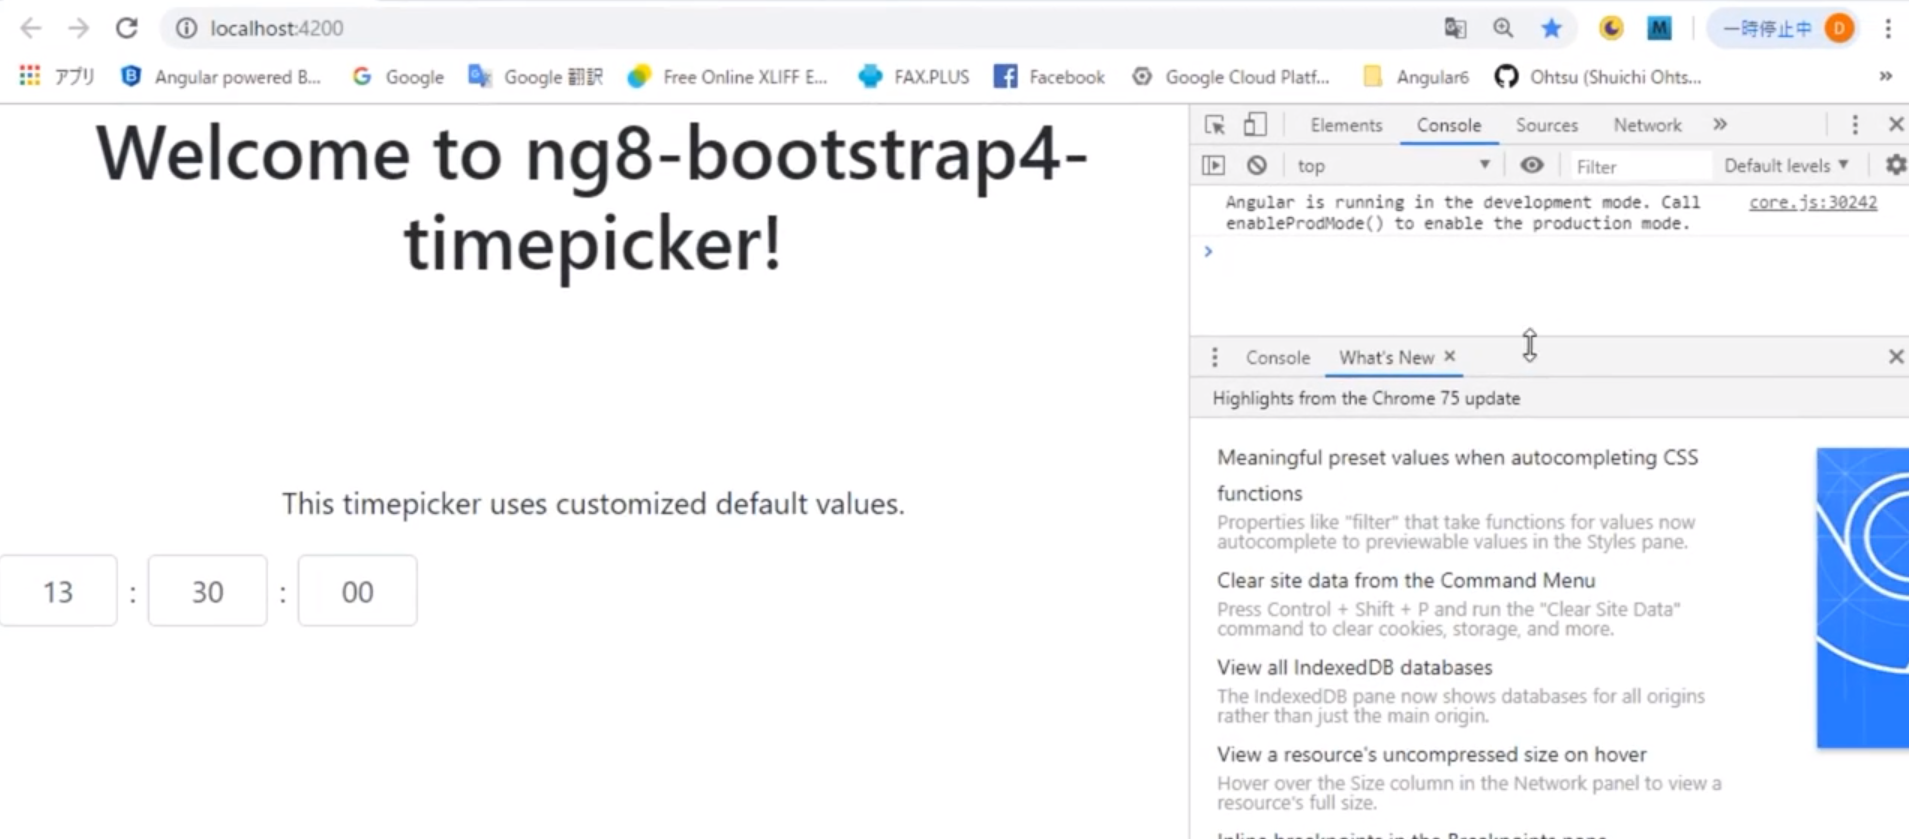 localhost:4200
一時停止中 D
アプリ Angular powered B... Google Google 翻訳 Free Online XLIFF E... FAX.PLUS Facebook Google Cloud Platf... Angular6 Ohtsu (Shuichi Ohts... »
Welcome to ng8-bootstrap4-
timepicker!
This timepicker uses customized default values.
13 : 30 : 00
Elements Console Sources Network »
top Filter Default levels
Angular is running in the development mode. Call core.js:30242
enableProdMode() to enable the production mode.
>
Console What's New ×
Highlights from the Chrome 75 update
Meaningful preset values when autocompleting CSS
functions
Properties like "filter" that take functions for values now
autocomplete to previewable values in the Styles pane.
Clear site data from the Command Menu
Press Control + Shift + P and run the "Clear Site Data"
command to clear cookies, storage, and more.
View all IndexedDB databases
The IndexedDB pane now shows databases for all origins
rather than just the main origin.
View a resource's uncompressed size on hover
Hover over the Size column in the Network panel to view a
resource's full size.